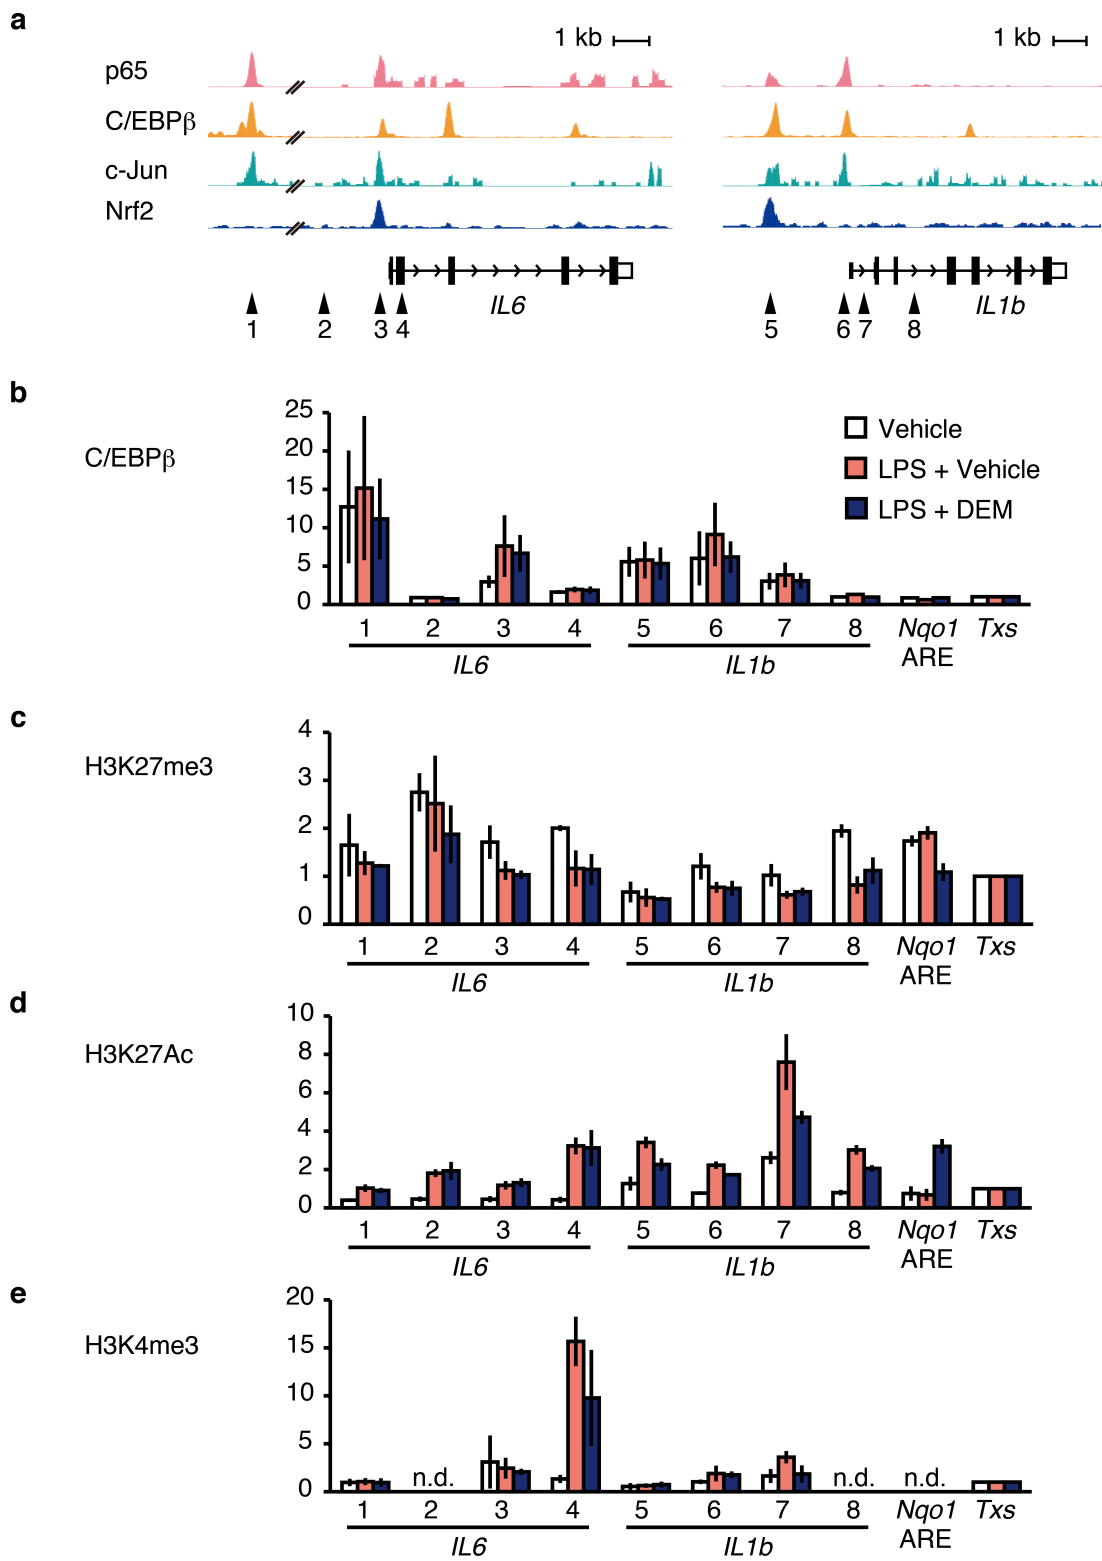 a
1 kb
1 kb
p65
C/EBPβ
c-Jun
Nrf2
IL6
IL1b
1 2 3 4 5 6 7 8
b
C/EBPβ
25
20
15
10
5
0
Vehicle
LPS + Vehicle
LPS + DEM
1 2 3 4 5 6 7 8 Nqo1 Txs
ARE
IL6 IL1b
c
H3K27me3
4
3
2
1
0
1 2 3 4 5 6 7 8 Nqo1 Txs
ARE
IL6 IL1b
d
H3K27Ac
10
8
6
4
2
0
1 2 3 4 5 6 7 8 Nqo1 Txs
ARE
IL6 IL1b
e
H3K4me3
20
15
10
5
0
n.d. n.d. n.d.
1 2 3 4 5 6 7 8 Nqo1 Txs
ARE
IL6 IL1b